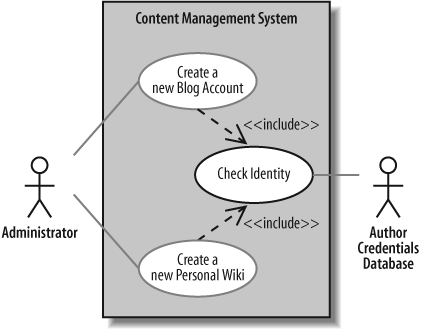 Content Management System
Create a
new Blog Account
<<include>>
Check Identity
<<include>>
Administrator
Author
Credentials
Database
Create a
new Personal Wiki